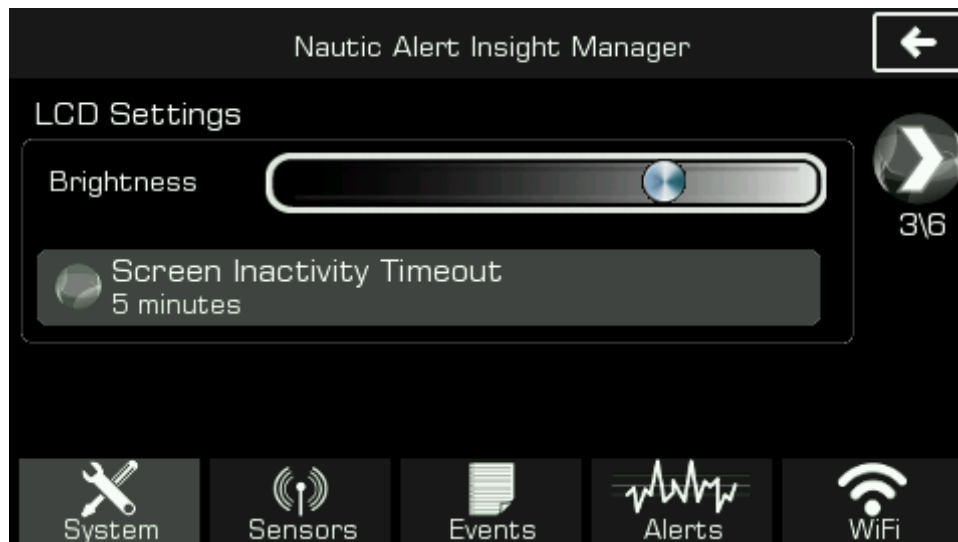 Nautic Alert Insight Manager
LCD Settings
Brightness
3\6
Screen Inactivity Timeout
5 minutes
System
Sensors
Events
Alerts
WiFi